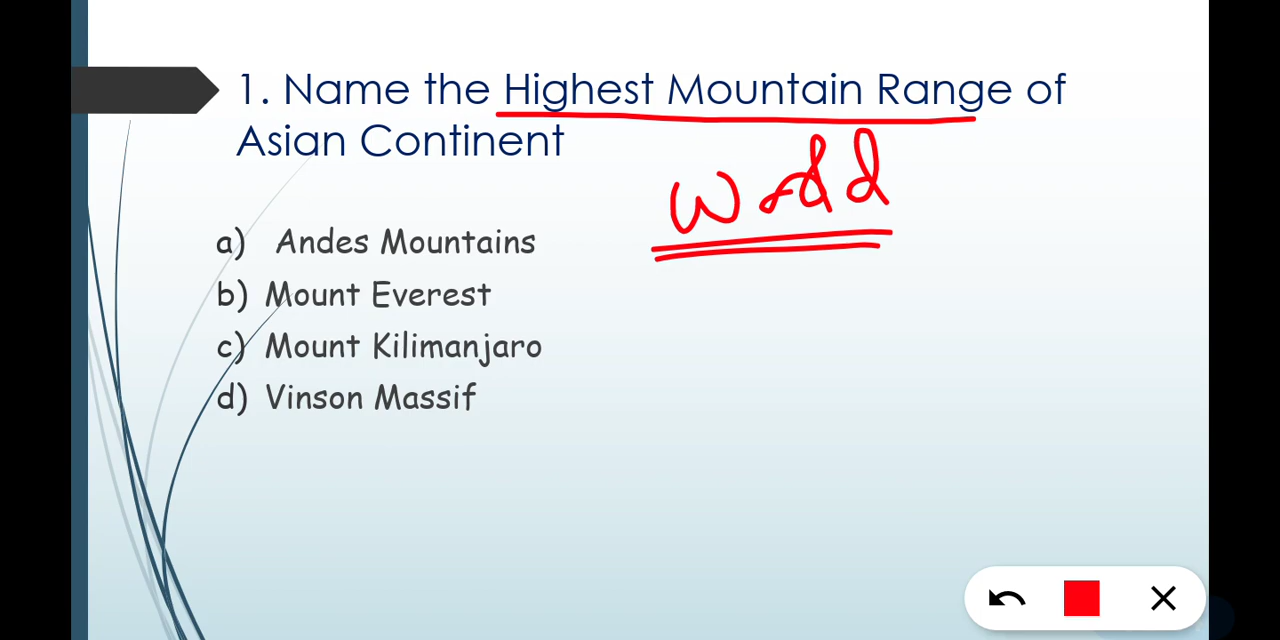 1. Name the Highest Mountain Range of
Asian Continent
World
a) Andes Mountains
b) Mount Everest
c) Mount Kilimanjaro
d) Vinson Massif